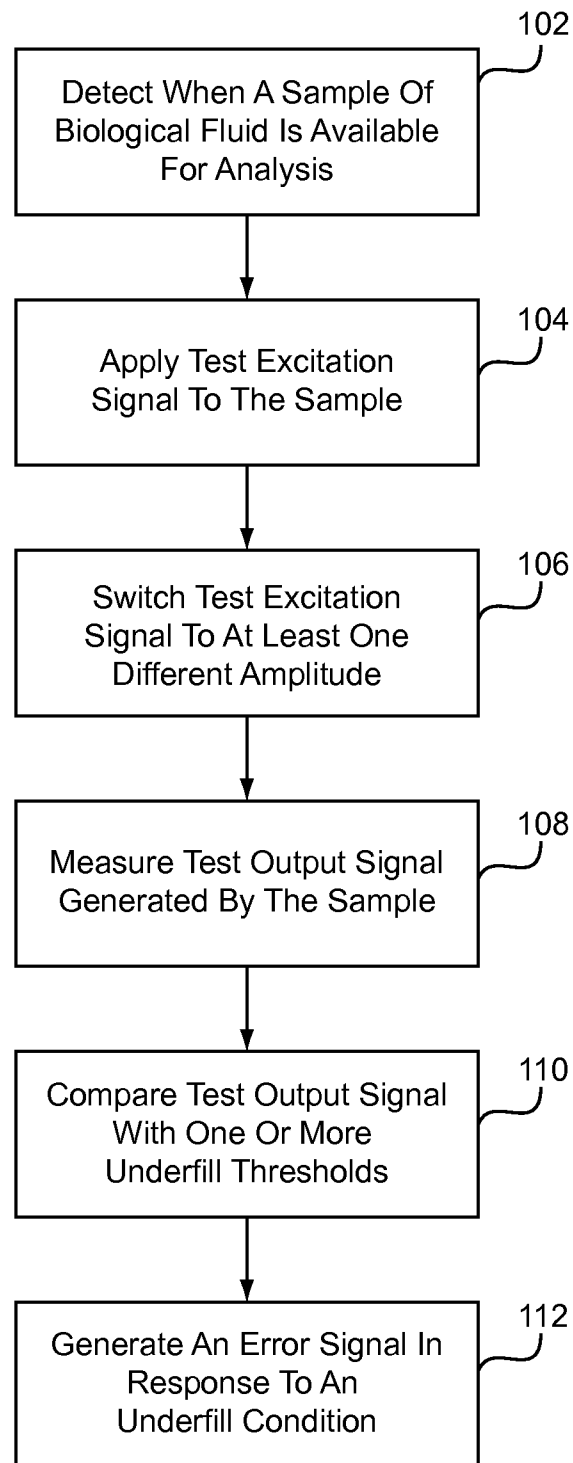 102
Detect When A Sample Of
Biological Fluid Is Available
For Analysis
104
Apply Test Excitation
Signal To The Sample
106
Switch Test Excitation
Signal To At Least One
Different Amplitude
108
Measure Test Output Signal
Generated By The Sample
110
Compare Test Output Signal
With One Or More
Underfill Thresholds
112
Generate An Error Signal In
Response To An
Underfill Condition